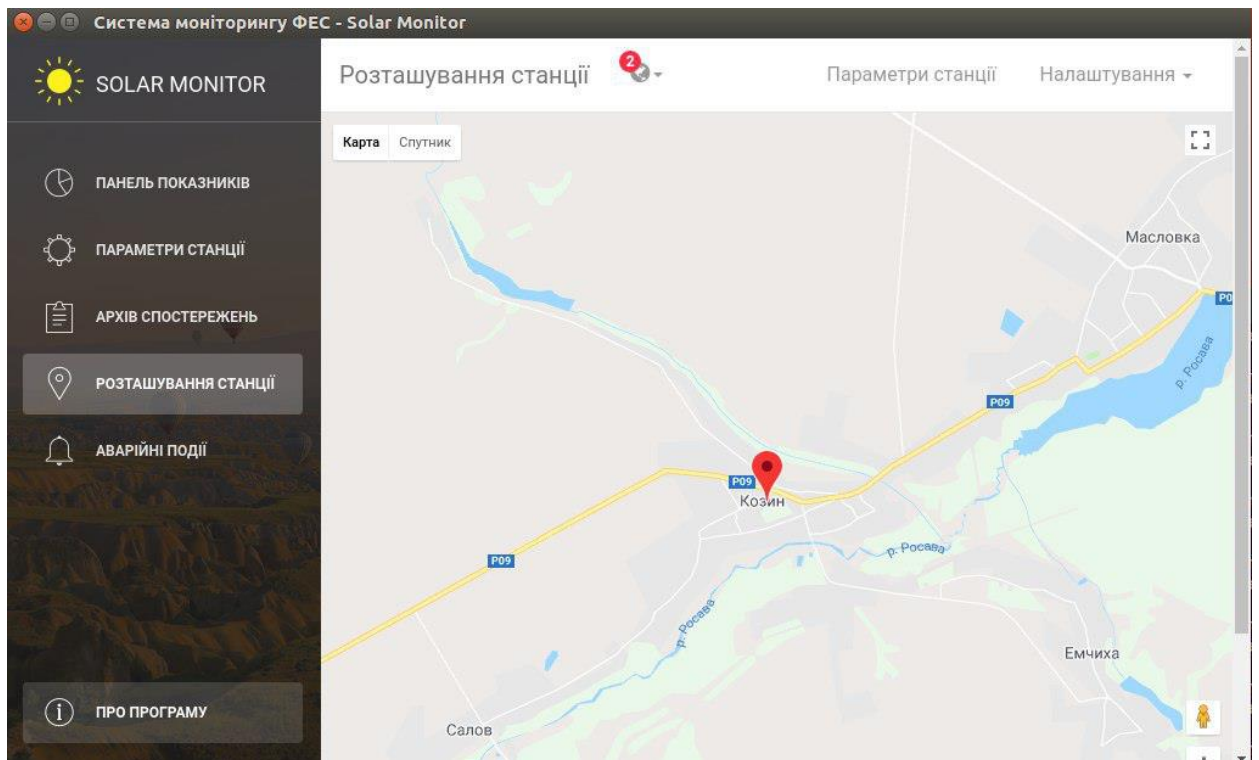 Система моніторингу ФЕС - Solar Monitor
SOLAR MONITOR
ПАНЕЛЬ ПОКАЗНИКІВ
ПАРАМЕТРИ СТАНЦІЇ
АРХІВ СПОСТЕРЕЖЕНЬ
РОЗТАШУВАННЯ СТАНЦІЇ
АВАРІЙНІ ПОДІЇ
ПРО ПРОГРАМУ
Розташування станції 2 Параметри станції Налаштування
Карта Спутник
Масловка
Р0
р. Росава
Р09
Р09
Козин
р. Росава
Р09
р. Росава
Емчиха
Салов